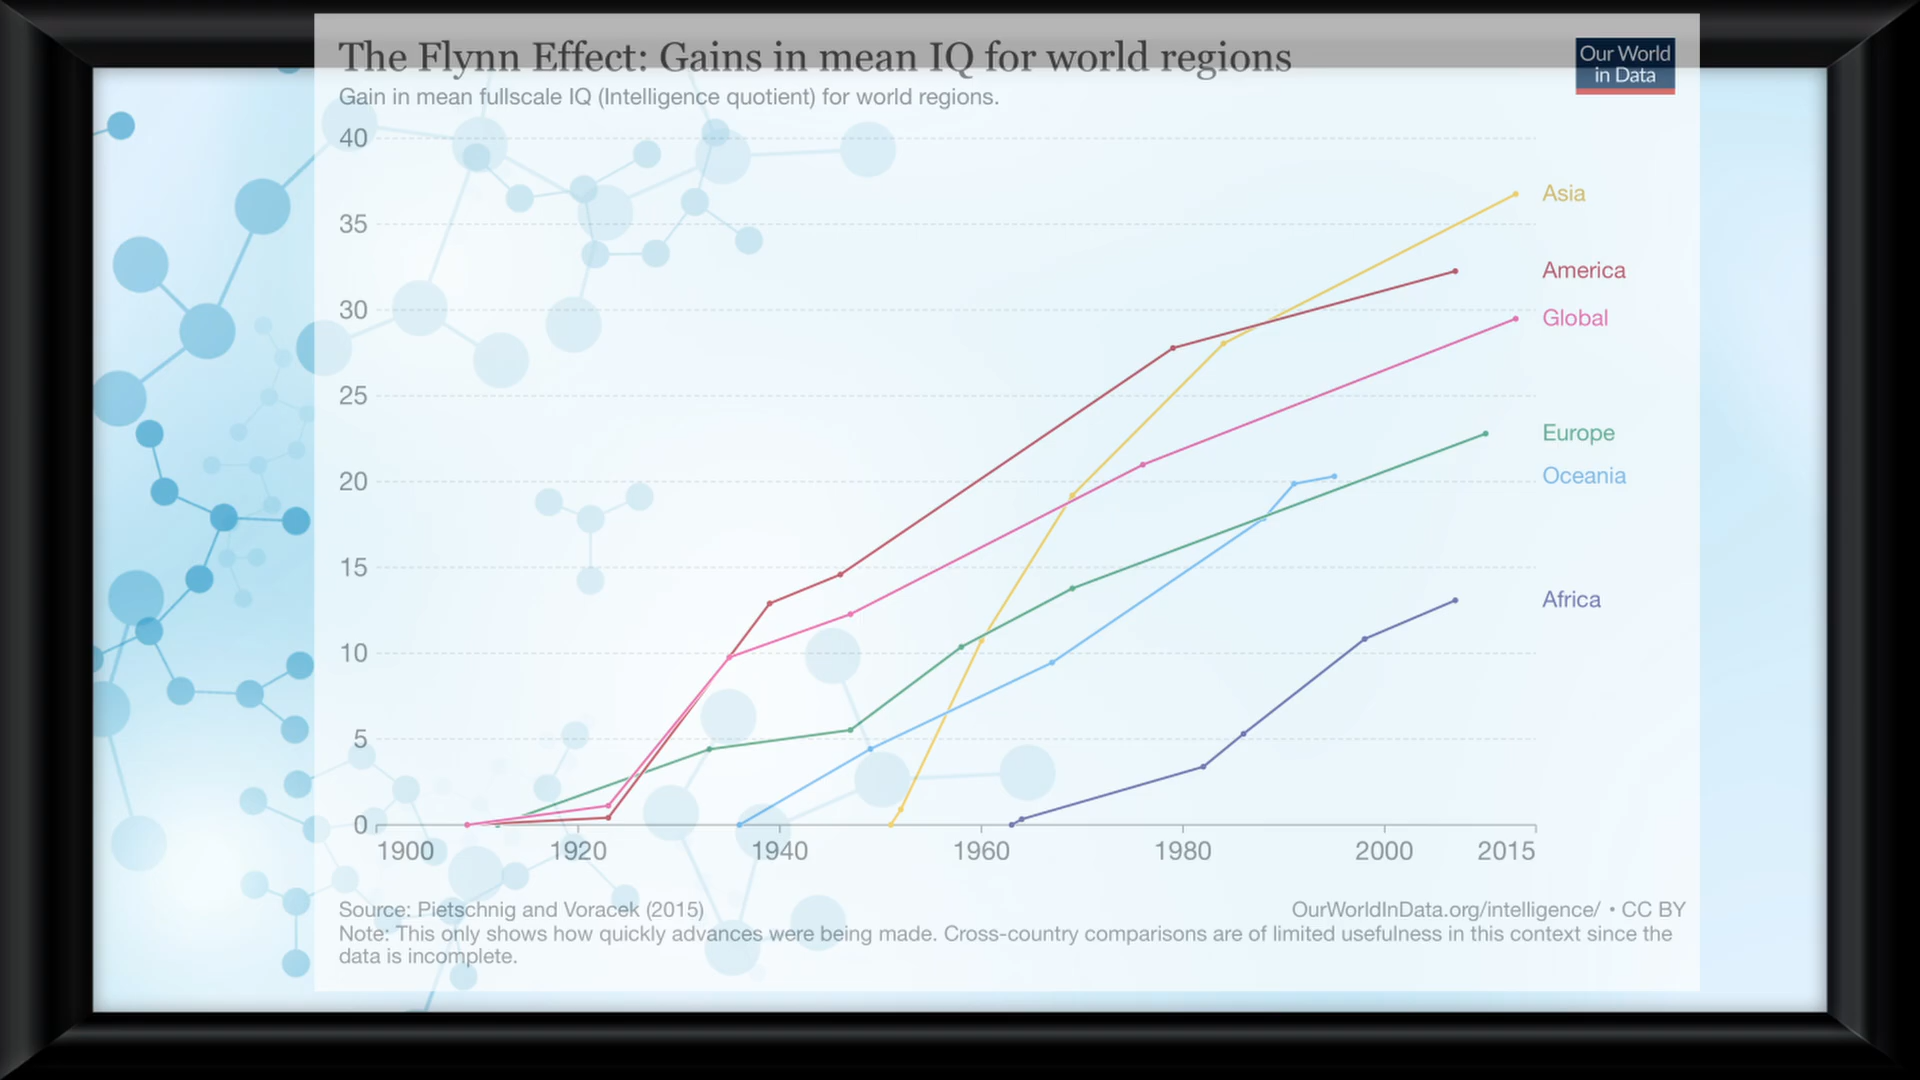 The Flynn Effect: Gains in mean IQ for world regions
Our World
in Data
Gain in mean fullscale IQ (Intelligence quotient) for world regions.
40
35
30
25
20
15
10
5
0
Asia
America
Global
Europe
Oceania
Africa
1900 1920 1940 1960 1980 2000 2015
Source: Pietschnig and Voracek (2015)
OurWorldInData.org/intelligence/ • CC BY
Note: This only shows how quickly advances were being made. Cross-country comparisons are of limited usefulness in this context since the
data is incomplete.